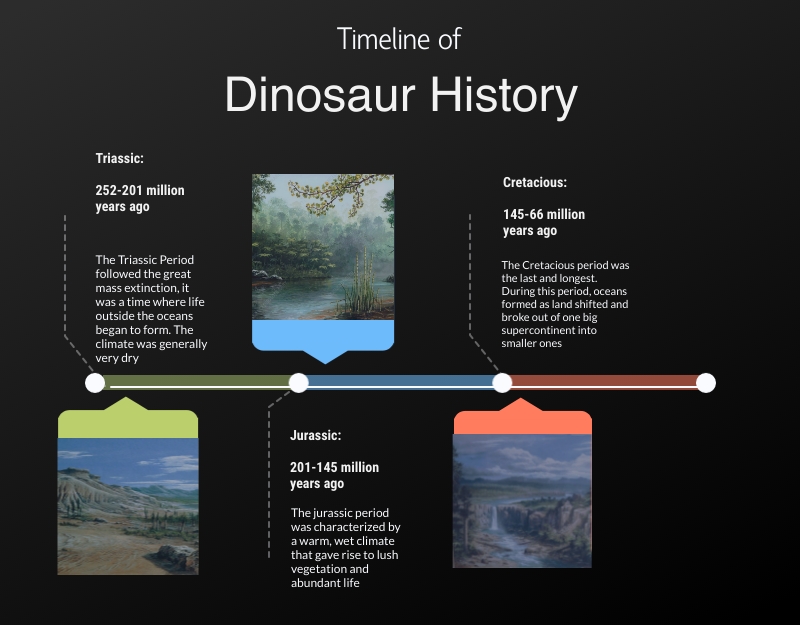 Timeline of
Dinosaur History
Triassic:
252-201 million
years ago
The Triassic Period
followed the great
mass extinction, it
was a time where life
outside the oceans
began to form. The
climate was generally
very dry
Cretacious:
145-66 million
years ago
The Cretacious period was
the last and longest.
During this period, oceans
formed as land shifted and
broke out of one big
supercontinent into
smaller ones
Jurassic:
201-145 million
years ago
The jurassic period
was characterized by
a warm, wet climate
that gave rise to lush
vegetation and
abundant life